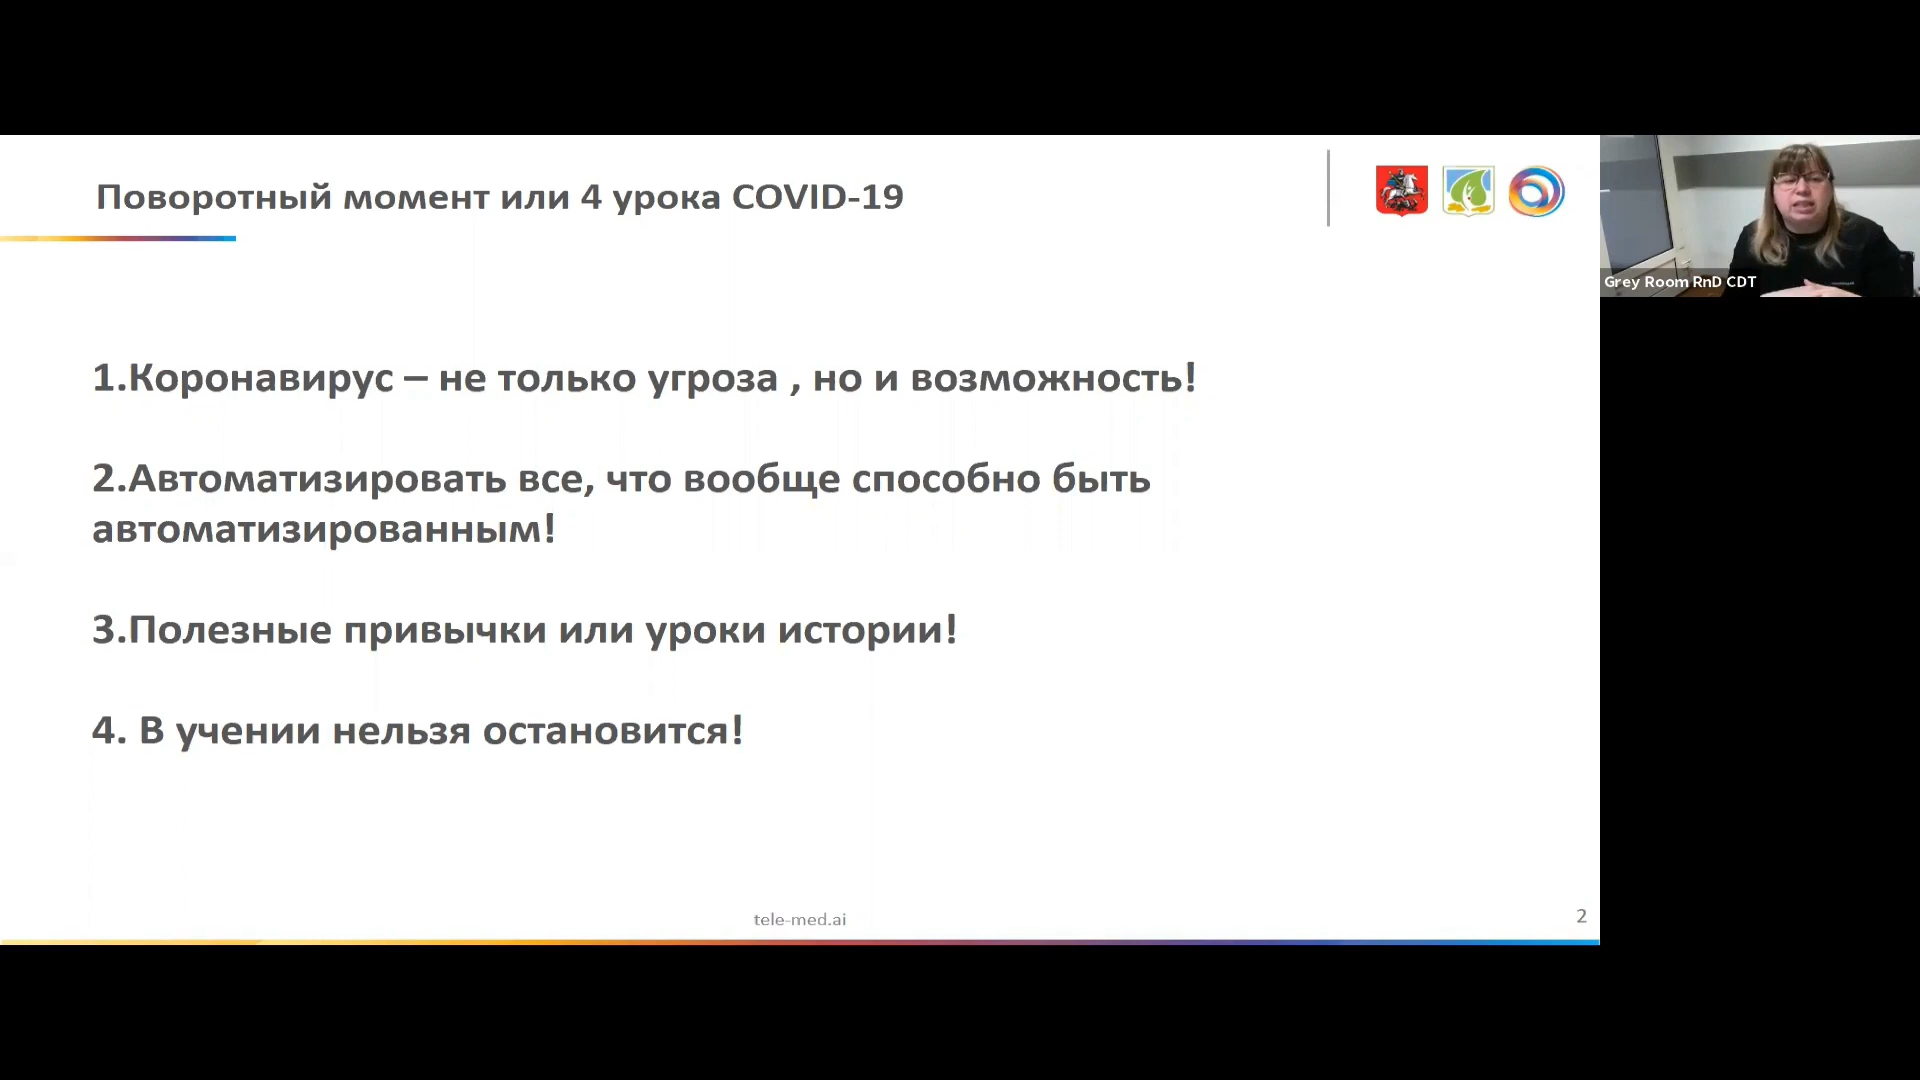 Поворотный момент или 4 урока COVID-19
Grey Room RnD CDT
1.Коронавирус – не только угроза , но и возможность!
2.Автоматизировать все, что вообще способно быть
автоматизированным!
3.Полезные привычки или уроки истории!
4. В учении нельзя остановится!
tele-med.ai
2